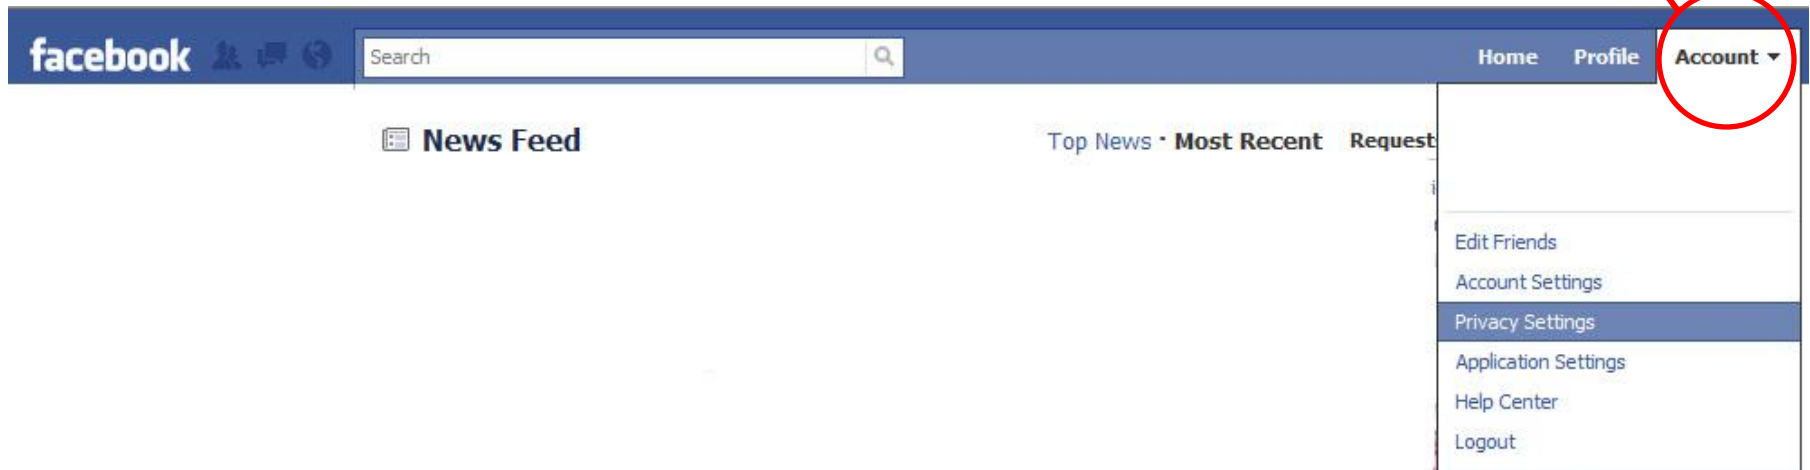 facebook
Search
Home Profile Account
News Feed
Top News · Most Recent
Request
Edit Friends
Account Settings
Privacy Settings
Application Settings
Help Center
Logout